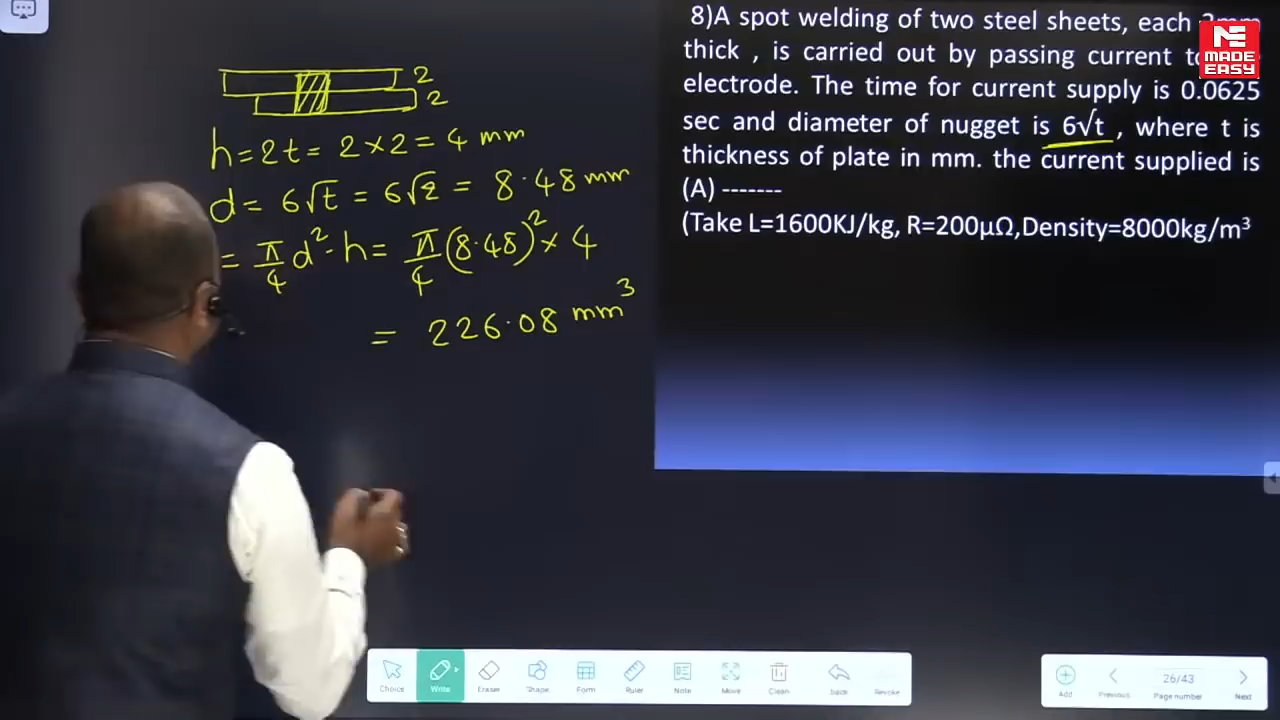 8)A spot welding of two steel sheets, each
thick , is carried out by passing current
electrode. The time for current supply is 0.0625
sec and diameter of nugget is 6√t , where t is
thickness of plate in mm. the current supplied is
(A) -------
(Take L=1600KJ/kg, R=200µΩ,Density=8000kg/m³
ME
MADE
EASY
2
2
h=2t= 2×2= 4 mm
d= 6√t = 6√2 = 8.48 mm
= π/4 d² · h = π/4 (8.48)² × 4
= 226.08 mm³
Choice
Write
Eraser
Shape
Form
Ruler
Note
Move
Clean
back
Revoke
Add
Previous
26/43
Page number
Next